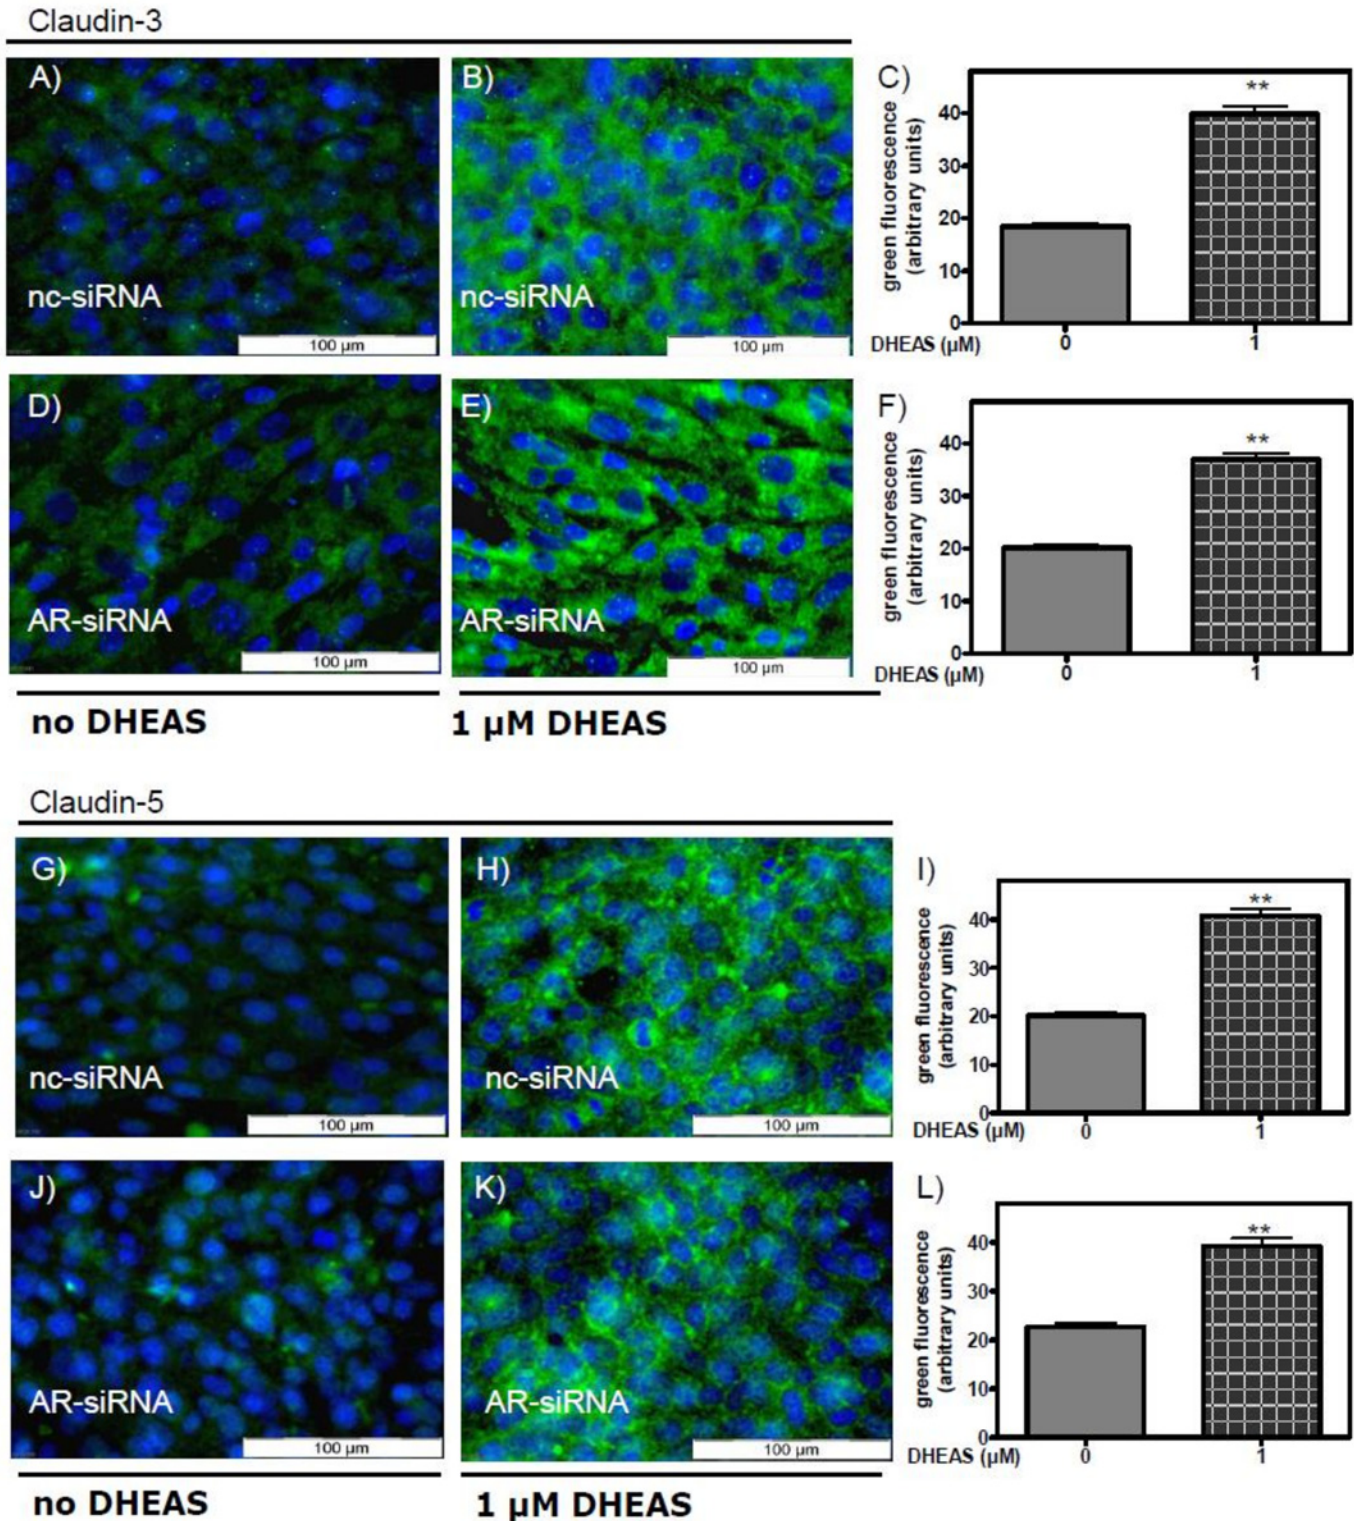 Claudin-3
A)
B)
C)
green fluorescence
(arbitrary units)
40
30
20
10
0
**
DHEAS (µM)
0
1
nc-siRNA
100 µm
nc-siRNA
100 µm
D)
E)
F)
green fluorescence
(arbitrary units)
40
30
20
10
0
**
DHEAS (µM)
0
1
AR-siRNA
100 µm
AR-siRNA
100 µm
no DHEAS
1 µM DHEAS
Claudin-5
G)
H)
I)
green fluorescence
(arbitrary units)
40
30
20
10
0
**
DHEAS (µM)
0
1
nc-siRNA
100 µm
nc-siRNA
100 µm
J)
K)
L)
green fluorescence
(arbitrary units)
40
30
20
10
0
**
DHEAS (µM)
0
1
AR-siRNA
100 µm
AR-siRNA
100 µm
no DHEAS
1 µM DHEAS